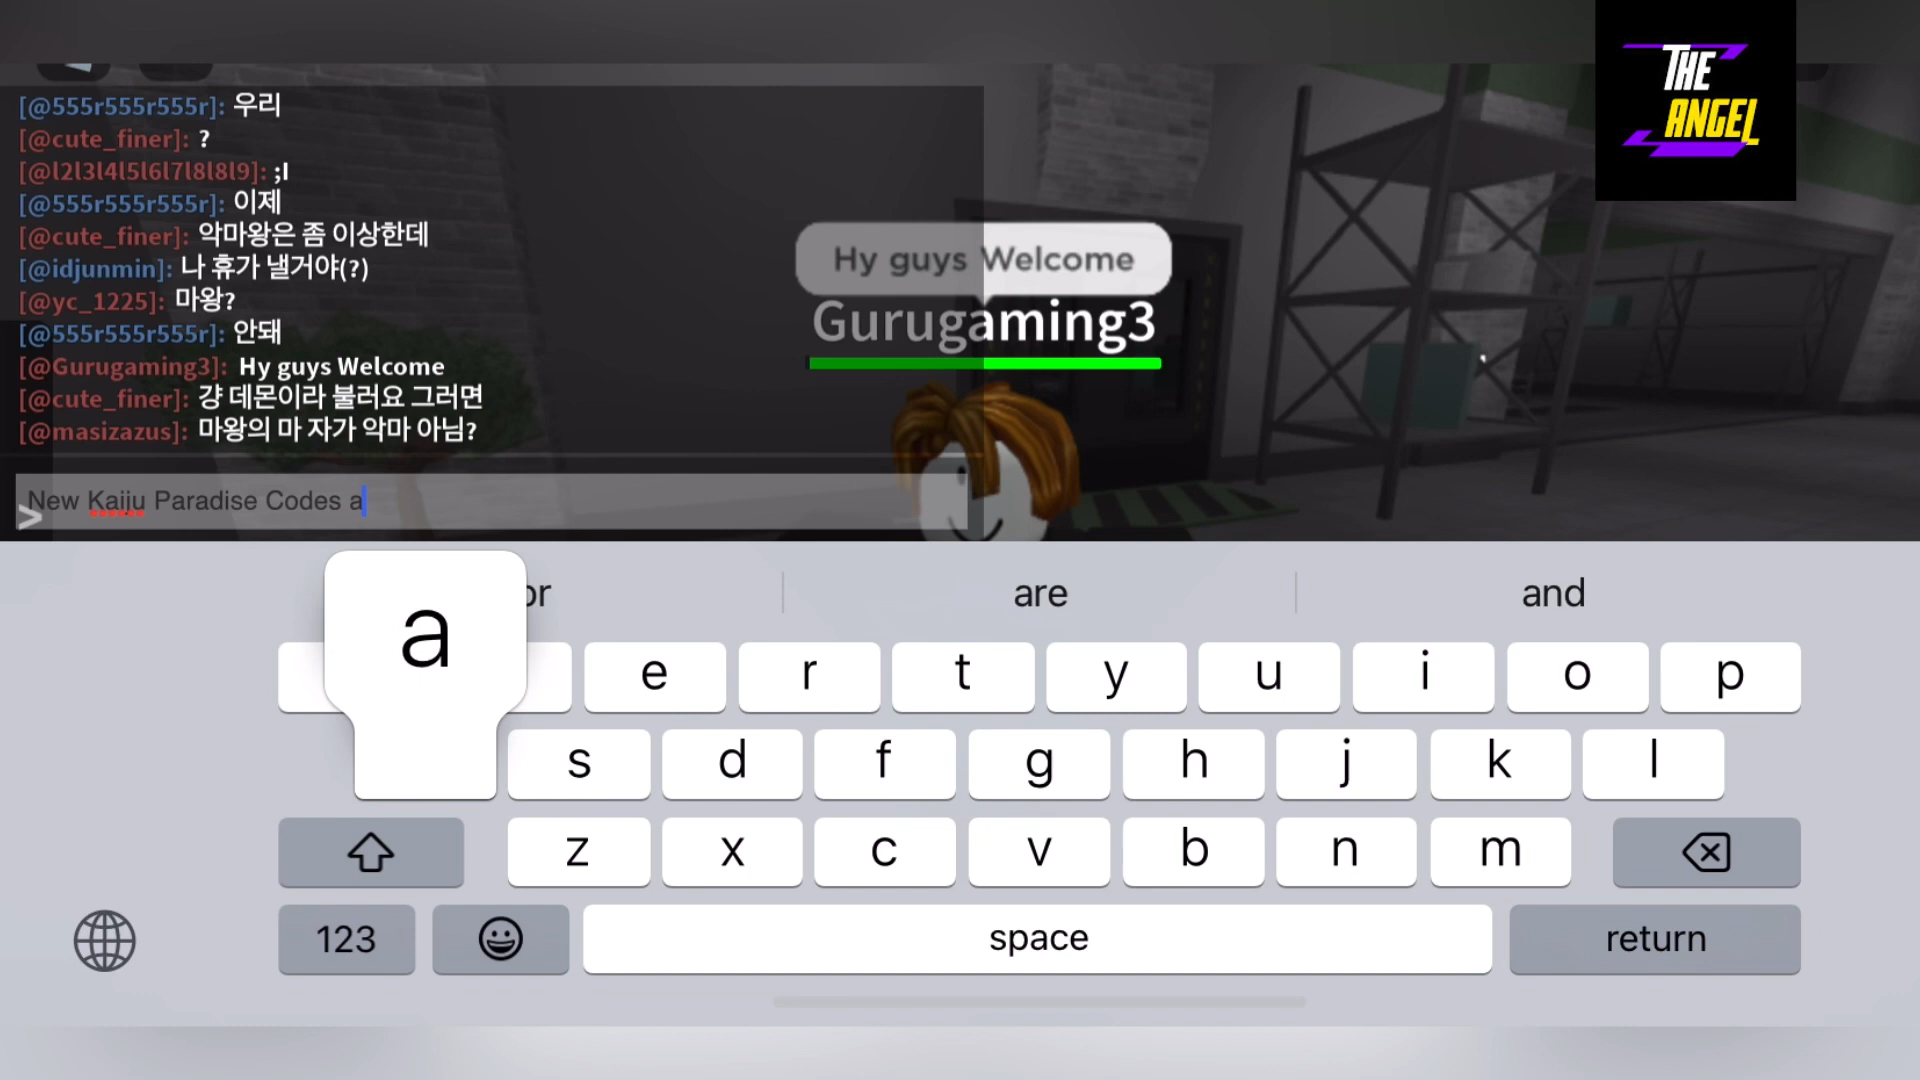 [@555r555r555r]: 우리
[@cute_finer]: ?
[@l2l3l4l5l6l7l8l8l9]: ;l
[@555r555r555r]: 이제
[@cute_finer]: 악마왕은 좀 이상한데
[@idjunmin]: 나 휴가 낼거야(?)
[@yc_1225]: 마왕?
[@555r555r555r]: 안돼
[@Gurugaming3]: Hy guys Welcome
[@cute_finer]: 걍 데몬이라 불러요 그러면
[@masizazus]: 마왕의 마 자가 악마 아님?
Hy guys Welcome
Gurugaming3
THE
ANGEL
New Kaiju Paradise Codes a
>
a
are
and
e r t y u i o p
s d f g h j k l
z x c v b n m
123
space
return